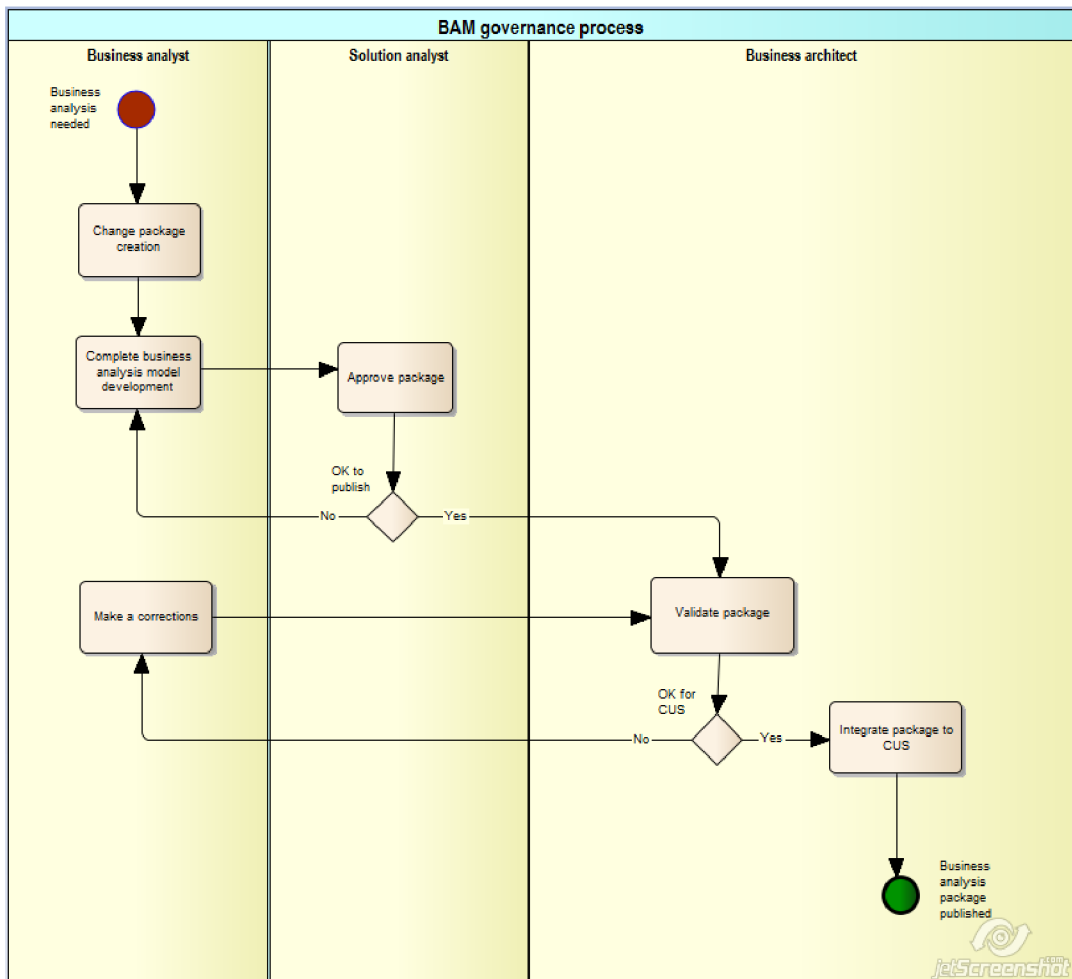 BAM governance process
Business analyst
Solution analyst
Business architect
Business
analysis
needed
Change package
creation
Complete business
analysis model
development
Approve package
OK to
publish
No
Yes
Make a corrections
Validate package
OK for
CUS
No
Yes
Integrate package to
CUS
Business
analysis
package
published
jetScreenshot.com